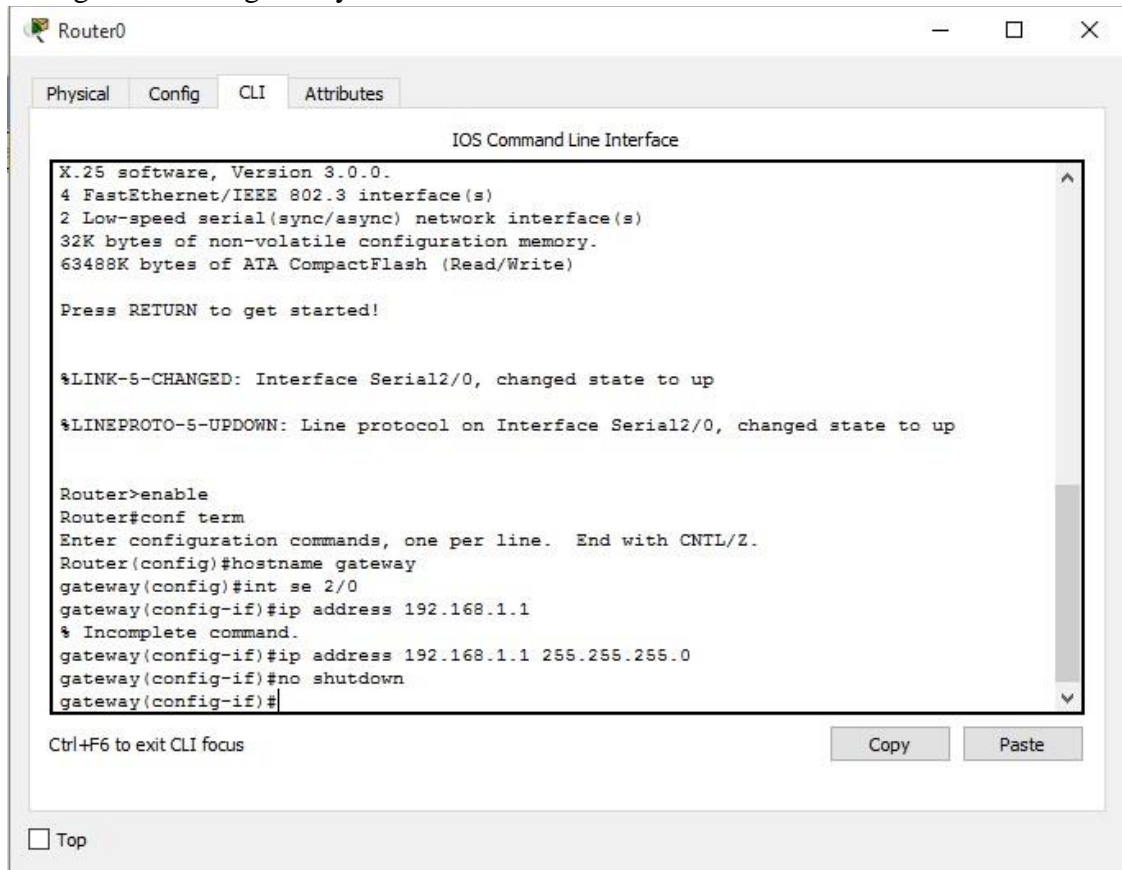 Router0
Physical Config CLI Attributes
IOS Command Line Interface
X.25 software, Version 3.0.0.
4 FastEthernet/IEEE 802.3 interface(s)
2 Low-speed serial(sync/async) network interface(s)
32K bytes of non-volatile configuration memory.
63488K bytes of ATA CompactFlash (Read/Write)
Press RETURN to get started!
%LINK-5-CHANGED: Interface Serial2/0, changed state to up
%LINEPROTO-5-UPDOWN: Line protocol on Interface Serial2/0, changed state to up
Router>enable
Router#conf term
Enter configuration commands, one per line.  End with CNTL/Z.
Router(config)#hostname gateway
gateway(config)#int se 2/0
gateway(config-if)#ip address 192.168.1.1
% Incomplete command.
gateway(config-if)#ip address 192.168.1.1 255.255.255.0
gateway(config-if)#no shutdown
gateway(config-if)#
Ctrl+F6 to exit CLI focus
Copy Paste
Top